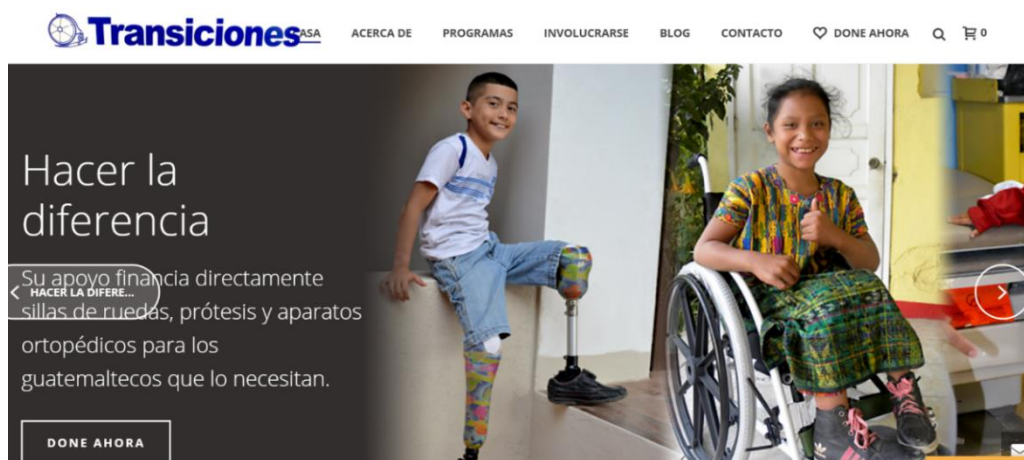 Transiciones
ASA ACERCA DE PROGRAMAS INVOLUCRARSE BLOG CONTACTO DONE AHORA 0
Hacer la
diferencia
Su apoyo financia directamente
HACER LA DIFERE...
sillas de ruedas, prótesis y aparatos
ortopédicos para los
guatemaltecos que lo necesitan.
DONE AHORA